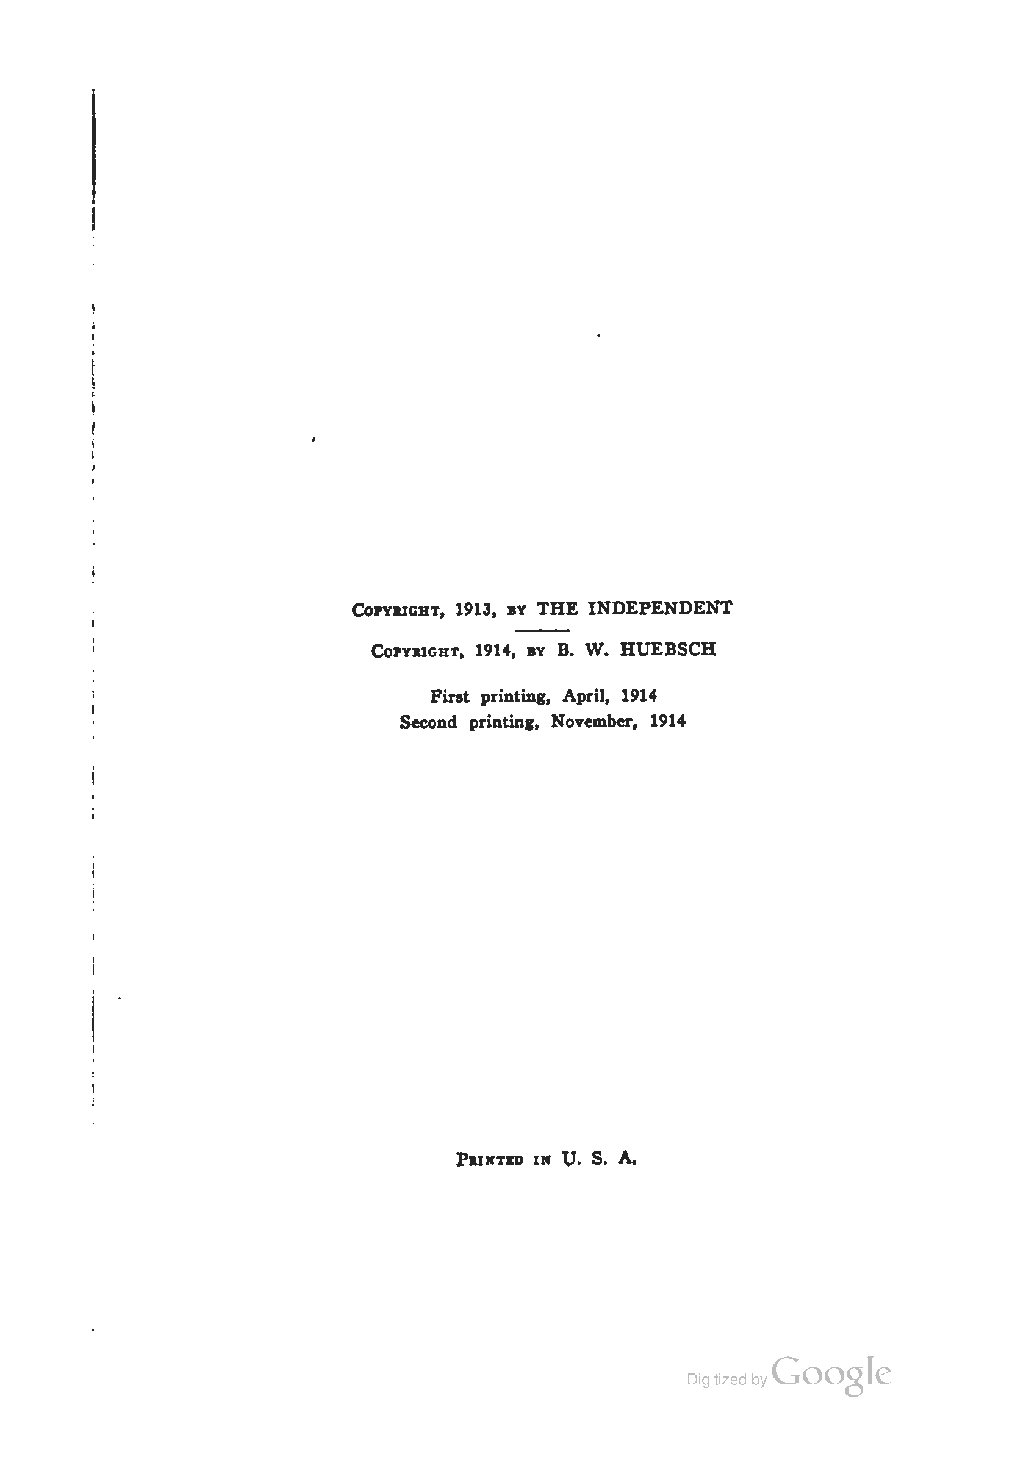 COPYRIGHT, 1913, BY THE INDEPENDENT
COPYRIGHT, 1914, BY B. W. HUEBSCH
First printing, April, 1914
Second printing, November, 1914
PRINTED IN U. S. A.
Digitized by Google